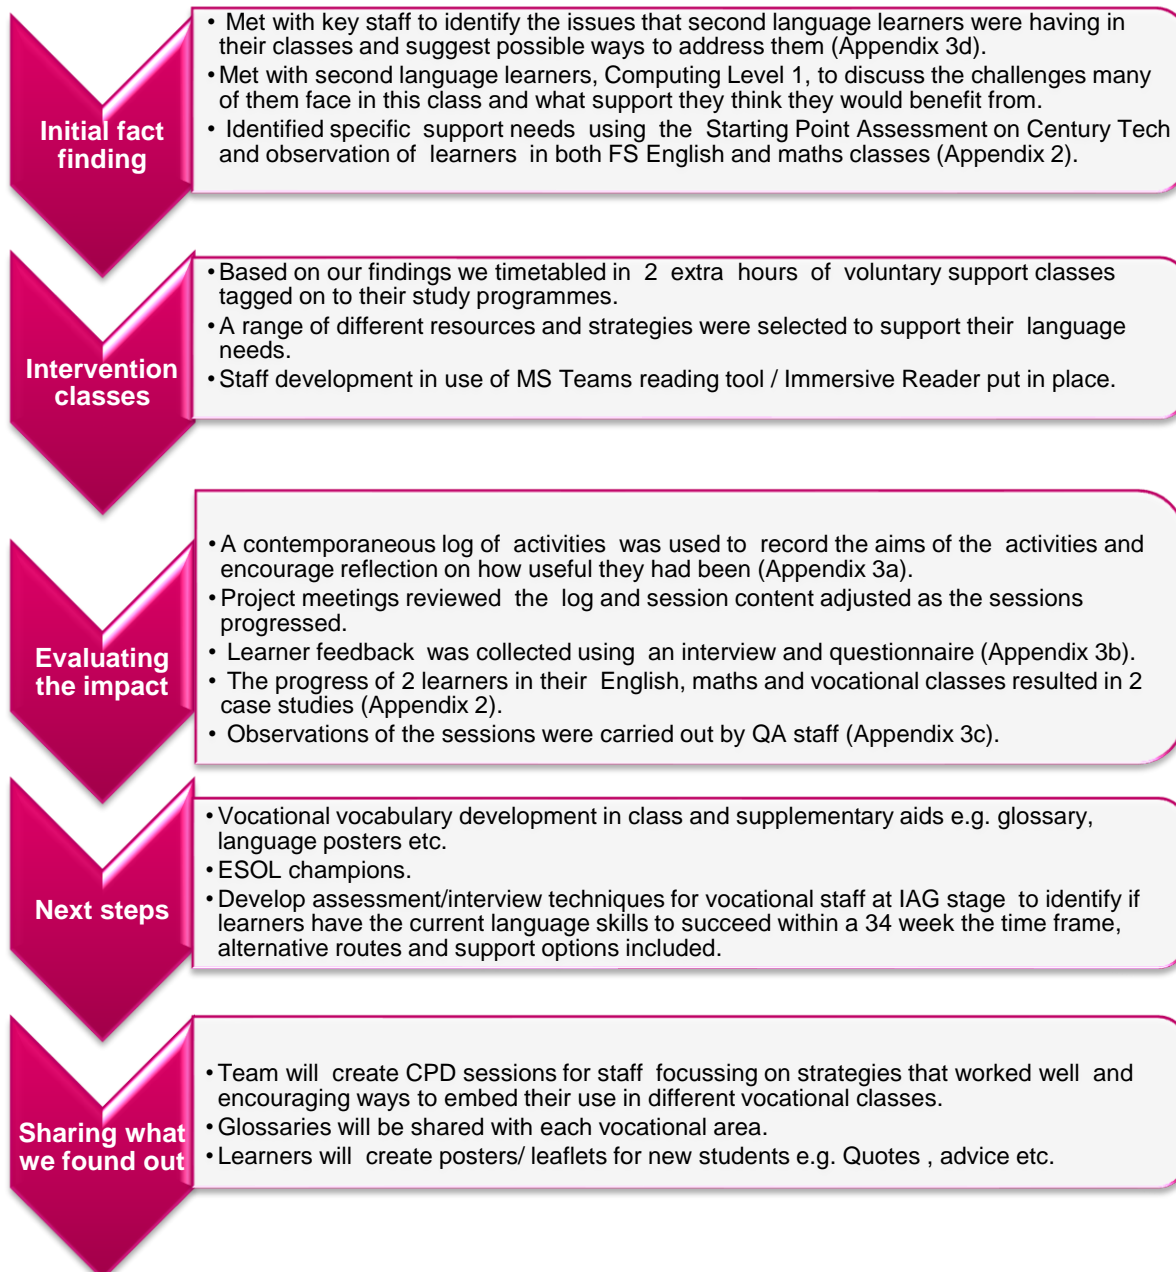 Initial fact
finding
• Met with key staff to identify the issues that second language learners were having in
their classes and suggest possible ways to address them (Appendix 3d).
• Met with second language learners, Computing Level 1, to discuss the challenges many
of them face in this class and what support they think they would benefit from.
• Identified specific support needs using the Starting Point Assessment on Century Tech
and observation of learners in both FS English and maths classes (Appendix 2).
Intervention
classes
• Based on our findings we timetabled in 2 extra hours of voluntary support classes
tagged on to their study programmes.
• A range of different resources and strategies were selected to support their language
needs.
• Staff development in use of MS Teams reading tool / Immersive Reader put in place.
Evaluating
the impact
• A contemporaneous log of activities was used to record the aims of the activities and
encourage reflection on how useful they had been (Appendix 3a).
• Project meetings reviewed the log and session content adjusted as the sessions
progressed.
• Learner feedback was collected using an interview and questionnaire (Appendix 3b).
• The progress of 2 learners in their English, maths and vocational classes resulted in 2
case studies (Appendix 2).
• Observations of the sessions were carried out by QA staff (Appendix 3c).
Next steps
• Vocational vocabulary development in class and supplementary aids e.g. glossary,
language posters etc.
• ESOL champions.
• Develop assessment/interview techniques for vocational staff at IAG stage to identify if
learners have the current language skills to succeed within a 34 week the time frame,
alternative routes and support options included.
Sharing what
we found out
• Team will create CPD sessions for staff focussing on strategies that worked well and
encouraging ways to embed their use in different vocational classes.
• Glossaries will be shared with each vocational area.
• Learners will create posters/ leaflets for new students e.g. Quotes , advice etc.